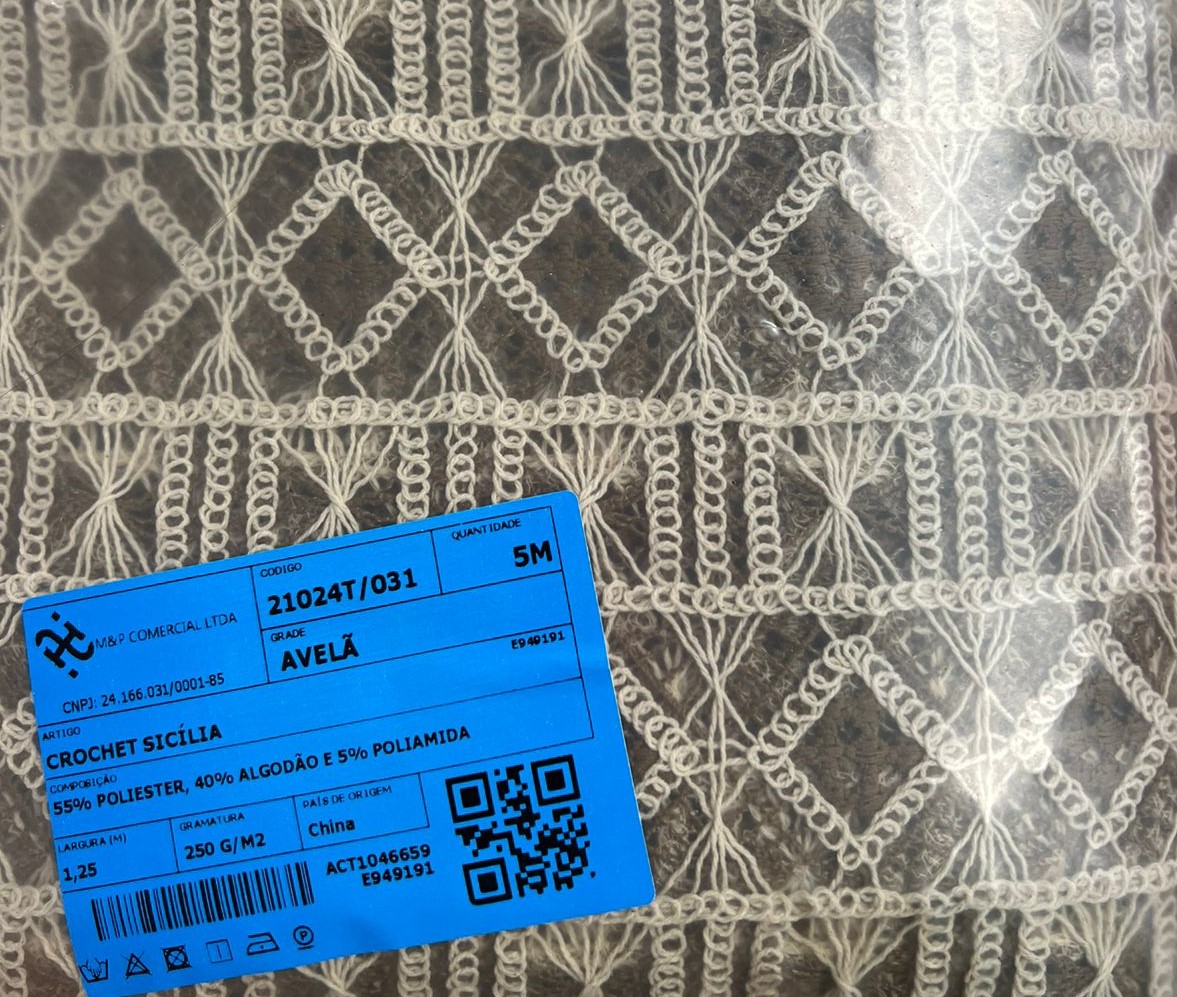 M&P COMERCIAL LTDA
CNPJ: 24.166.031/0001-85
CODIGO
21024T/031
QUANTIDADE
5M
GRADE
AVELÃ
E949191
ARTIGO
CROCHET SICÍLIA
COMPOSIÇÃO
55% POLIESTER, 40% ALGODÃO E 5% POLIAMIDA
LARGURA (M)
1,25
GRAMATURA
250 G/M2
PAÍS DE ORIGEM
China
ACT1046659
E949191
P